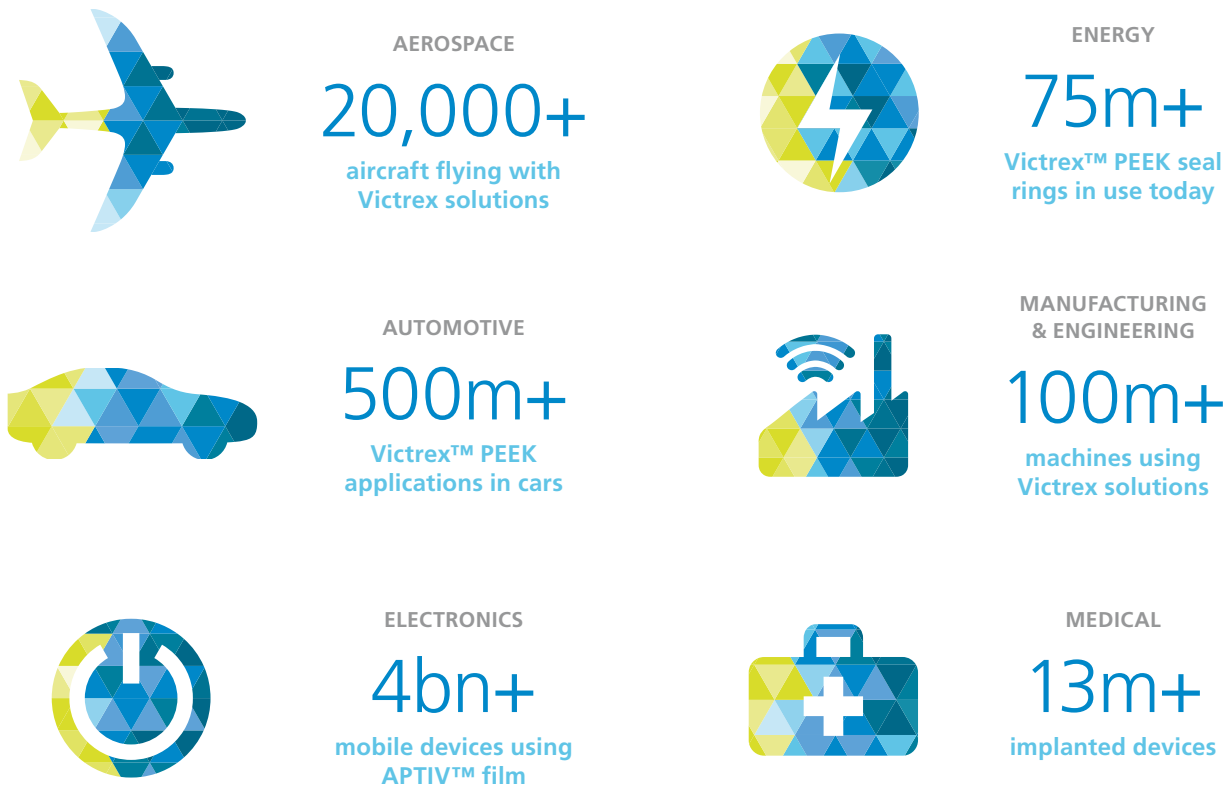 AEROSPACE
20,000+
aircraft flying with
Victrex solutions
ENERGY
75m+
Victrex™ PEEK seal
rings in use today
AUTOMOTIVE
500m+
Victrex™ PEEK
applications in cars
MANUFACTURING
& ENGINEERING
100m+
machines using
Victrex solutions
ELECTRONICS
4bn+
mobile devices using
APTIV™ film
MEDICAL
13m+
implanted devices